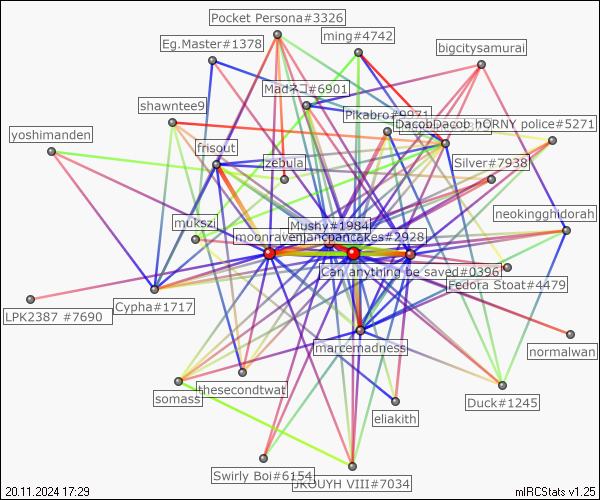 Pocket Persona#3326
ming#4742
Eg.Master#1378
bigcitysamurai
Madネコ#6901
shawntee9
Pikabro#9971
DacobDacob hORNY police#5271
yoshimanden
frisout
zebula
Silver#7938
mukszi
Mushy#1984
neokingghidorah
moonraven
jancpancakes#2928
Can anything be saved#0396
Fedora Stoat#4479
Cypha#1717
LPK2387 #7690
marcemadness
normalwan
thesecondtwat
somass
Duck#1245
eliakith
Swirly Boi#6154
JKOUYH VIII#7034
20.11.2024 17:29
mIRCStats v1.25